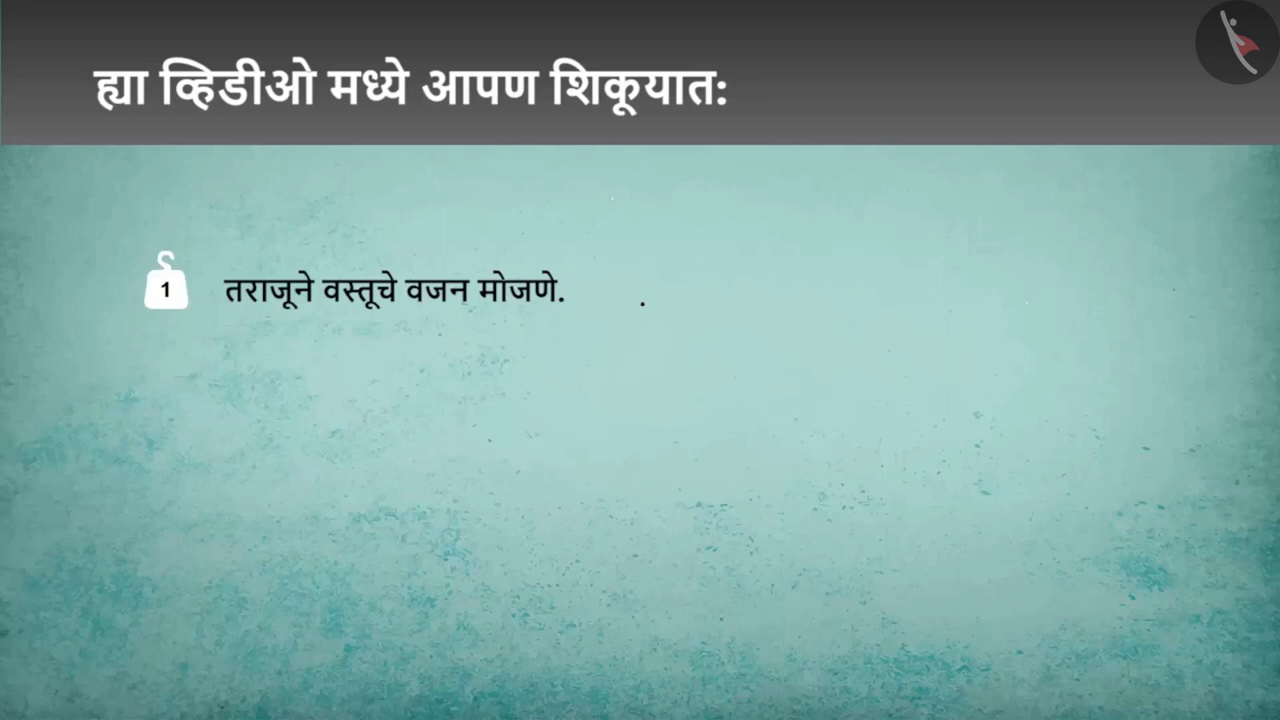 ह्या व्हिडीओ मध्ये आपण शिकूयात:
1 तराजूने वस्तूचे वजन मोजणे.